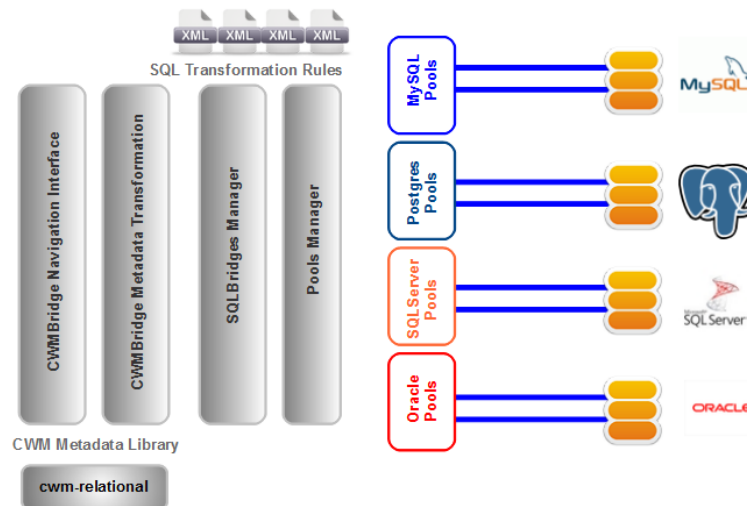 XML XML XML XML
SQL Transformation Rules
CWMBridge Navigation Interface
CWMBridge Metadata Transformation
SQLBridges Manager
Pools Manager
CWM Metadata Library
cwm-relational
MySQL
Pools
MySQL
Postgres
Pools
SQLServer
Pools
Microsoft
SQL Server
Oracle
Pools
ORACLE